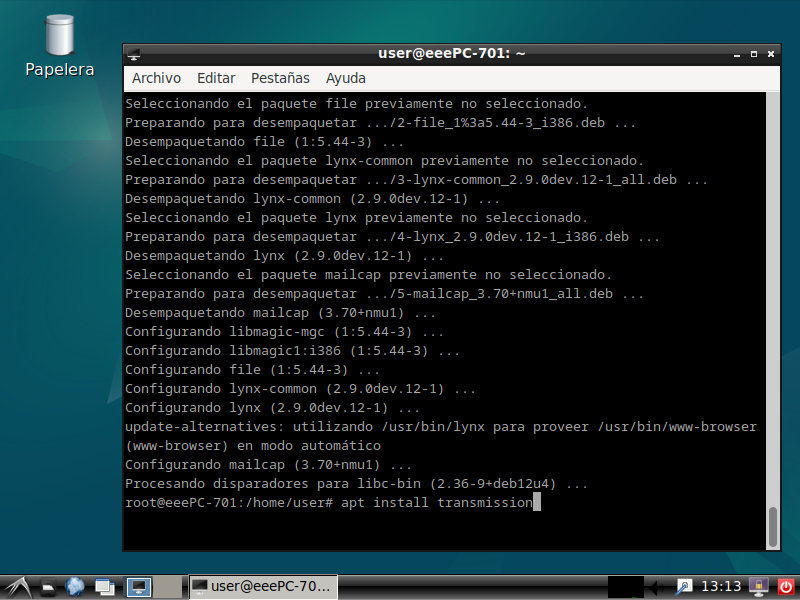 Papelera
user@eeePC-701: ~
Archivo Editar Pestañas Ayuda
Seleccionando el paquete file previamente no seleccionado.
Preparando para desempaquetar .../2-file_1%3a5.44-3_i386.deb ...
Desempaquetando file (1:5.44-3) ...
Seleccionando el paquete lynx-common previamente no seleccionado.
Preparando para desempaquetar .../3-lynx-common_2.9.0dev.12-1_all.deb ...
Desempaquetando lynx-common (2.9.0dev.12-1) ...
Seleccionando el paquete lynx previamente no seleccionado.
Preparando para desempaquetar .../4-lynx_2.9.0dev.12-1_i386.deb ...
Desempaquetando lynx (2.9.0dev.12-1) ...
Seleccionando el paquete mailcap previamente no seleccionado.
Preparando para desempaquetar .../5-mailcap_3.70+nmu1_all.deb ...
Desempaquetando mailcap (3.70+nmu1) ...
Configurando libmagic-mgc (1:5.44-3) ...
Configurando libmagic1:i386 (1:5.44-3) ...
Configurando file (1:5.44-3) ...
Configurando lynx-common (2.9.0dev.12-1) ...
Configurando lynx (2.9.0dev.12-1) ...
update-alternatives: utilizando /usr/bin/lynx para proveer /usr/bin/www-browser
(www-browser) en modo automático
Configurando mailcap (3.70+nmu1) ...
Procesando disparadores para libc-bin (2.36-9+deb12u4) ...
root@eeePC-701:/home/user# apt install transmission
user@eeePC-70...
13:13